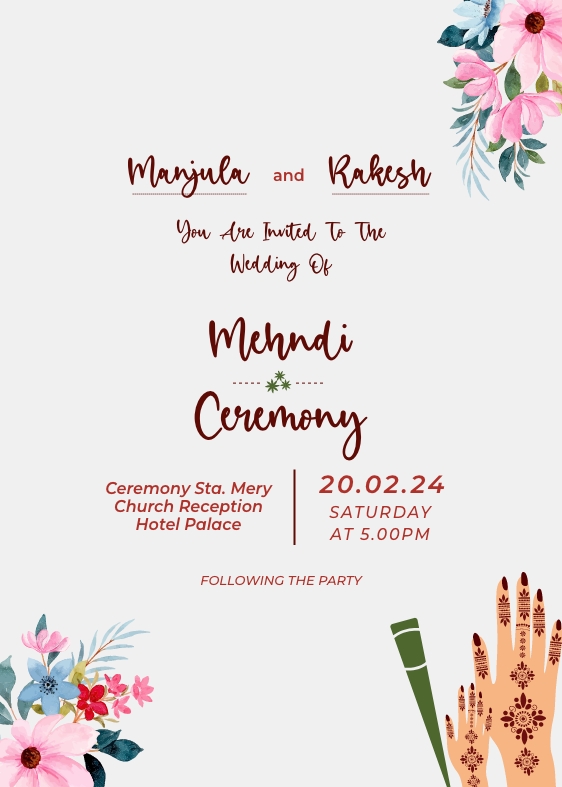 Manjula and Rakesh
You Are Invited To The
Wedding Of
Mehndi
Ceremony
Ceremony Sta. Mery
Church Reception
Hotel Palace
20.02.24
SATURDAY
AT 5.00PM
FOLLOWING THE PARTY